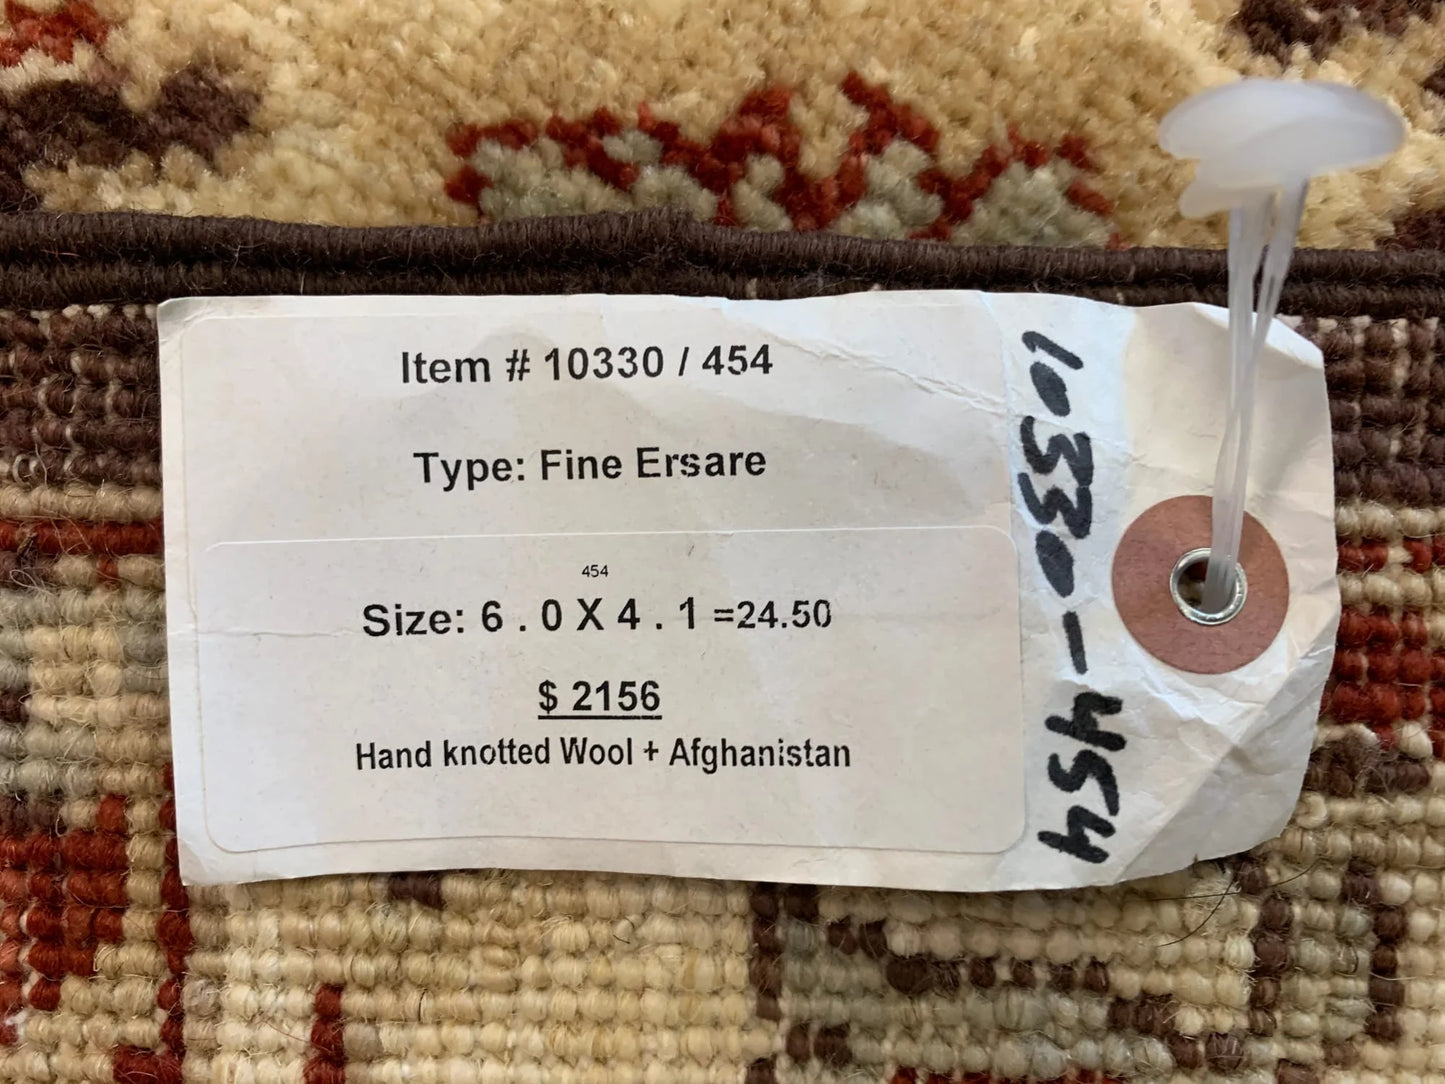 Item # 10330 / 454
Type: Fine Ersare
454
Size: 6 . 0 X 4 . 1 =24.50
$ 2156
Hand knotted Wool + Afghanistan
10330-454